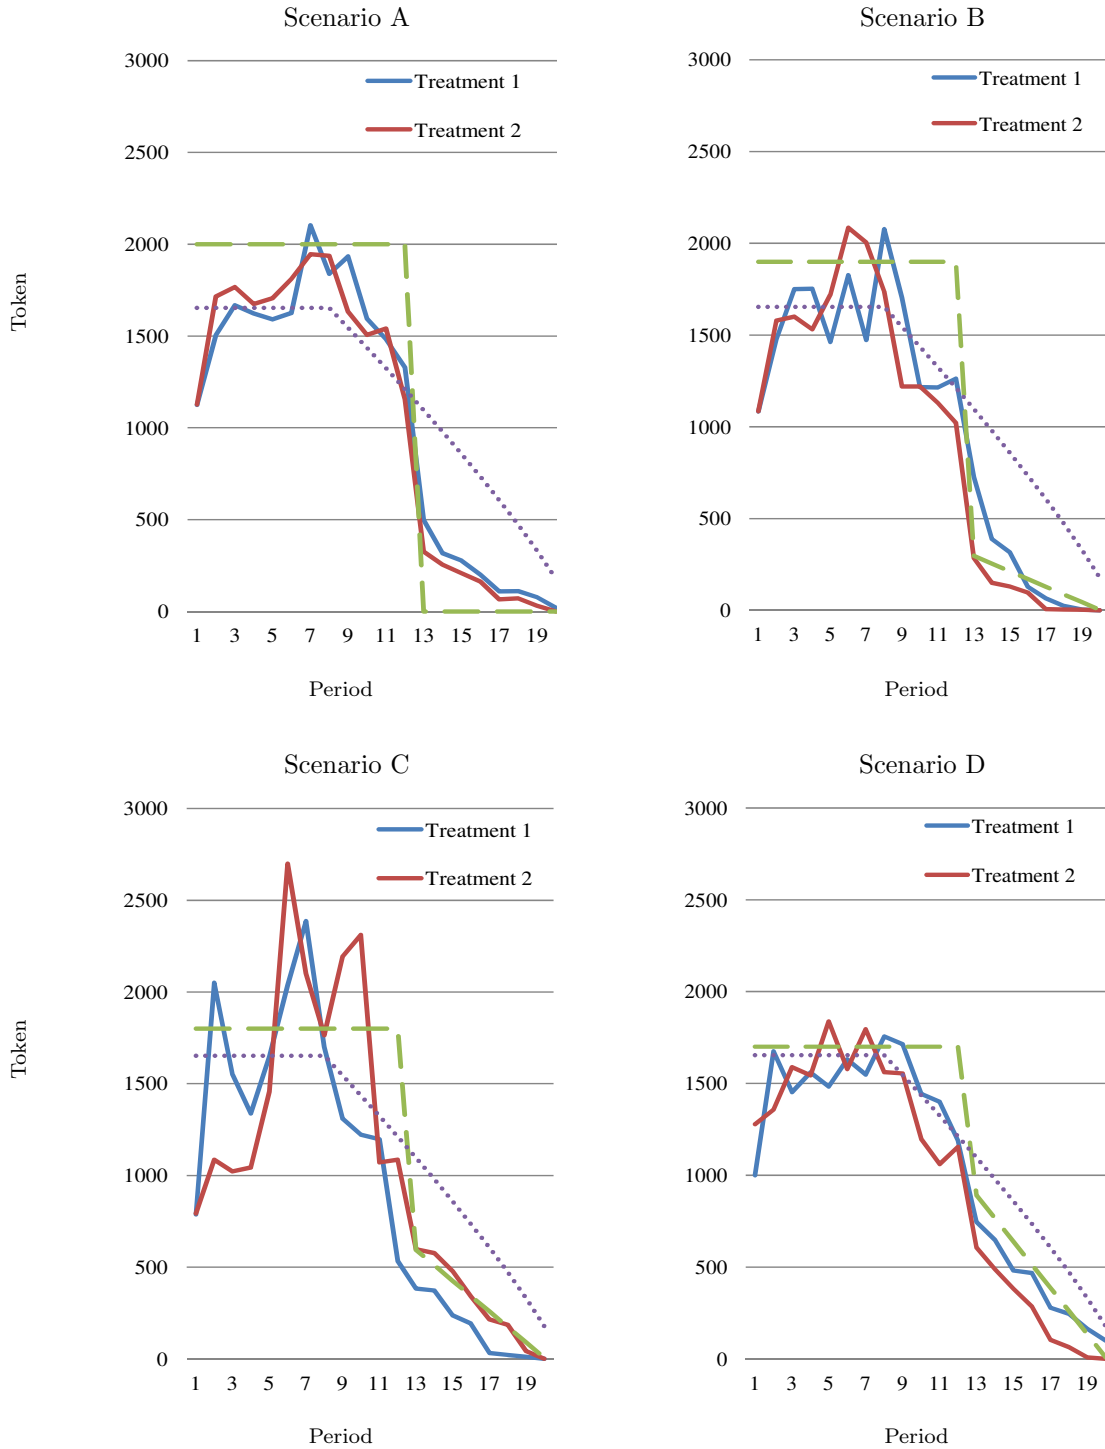 Scenario A
3000
2500
2000
1500
1000
500
0
Token
Treatment 1
Treatment 2
1 3 5 7 9 11 13 15 17 19
Period
Scenario B
3000
2500
2000
1500
1000
500
0
Treatment 1
Treatment 2
1 3 5 7 9 11 13 15 17 19
Period
Scenario C
3000
2500
2000
1500
1000
500
0
Token
Treatment 1
Treatment 2
1 3 5 7 9 11 13 15 17 19
Period
Scenario D
3000
2500
2000
1500
1000
500
0
Treatment 1
Treatment 2
1 3 5 7 9 11 13 15 17 19
Period